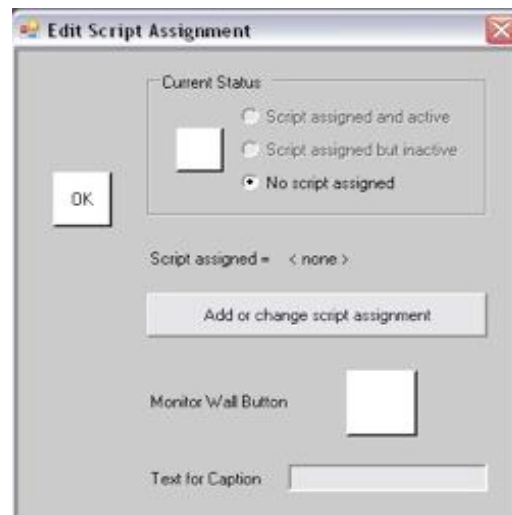 Edit Script Assignment
Current Status
Script assigned and active
Script assigned but inactive
No script assigned
OK
Script assigned = < none >
Add or change script assignment
Monitor Wall Button
Text for Caption